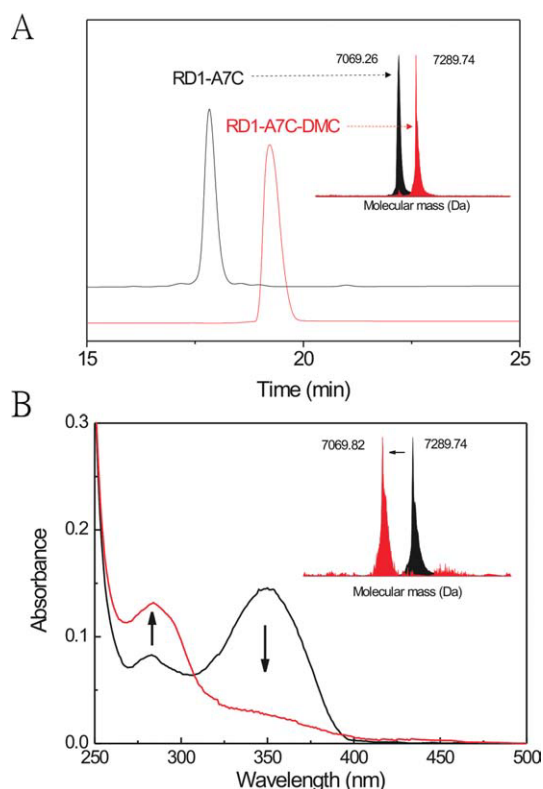 A
7069.26
7289.74
RD1-A7C
RD1-A7C-DMC
Molecular mass (Da)
15
20
25
Time (min)
B
0.3
7069.82
7289.74
0.2
Molecular mass (Da)
Absorbance
0.1
0.0
250
300
350
400
450
500
Wavelength (nm)